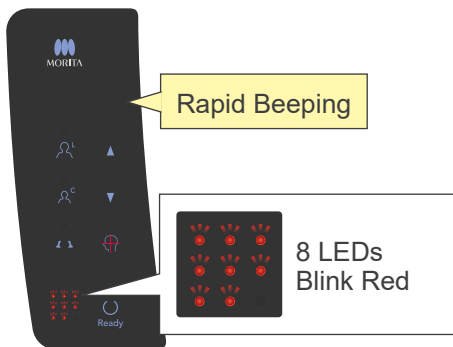 MORITA
Rapid Beeping
L
C
8 LEDs
Blink Red
Ready